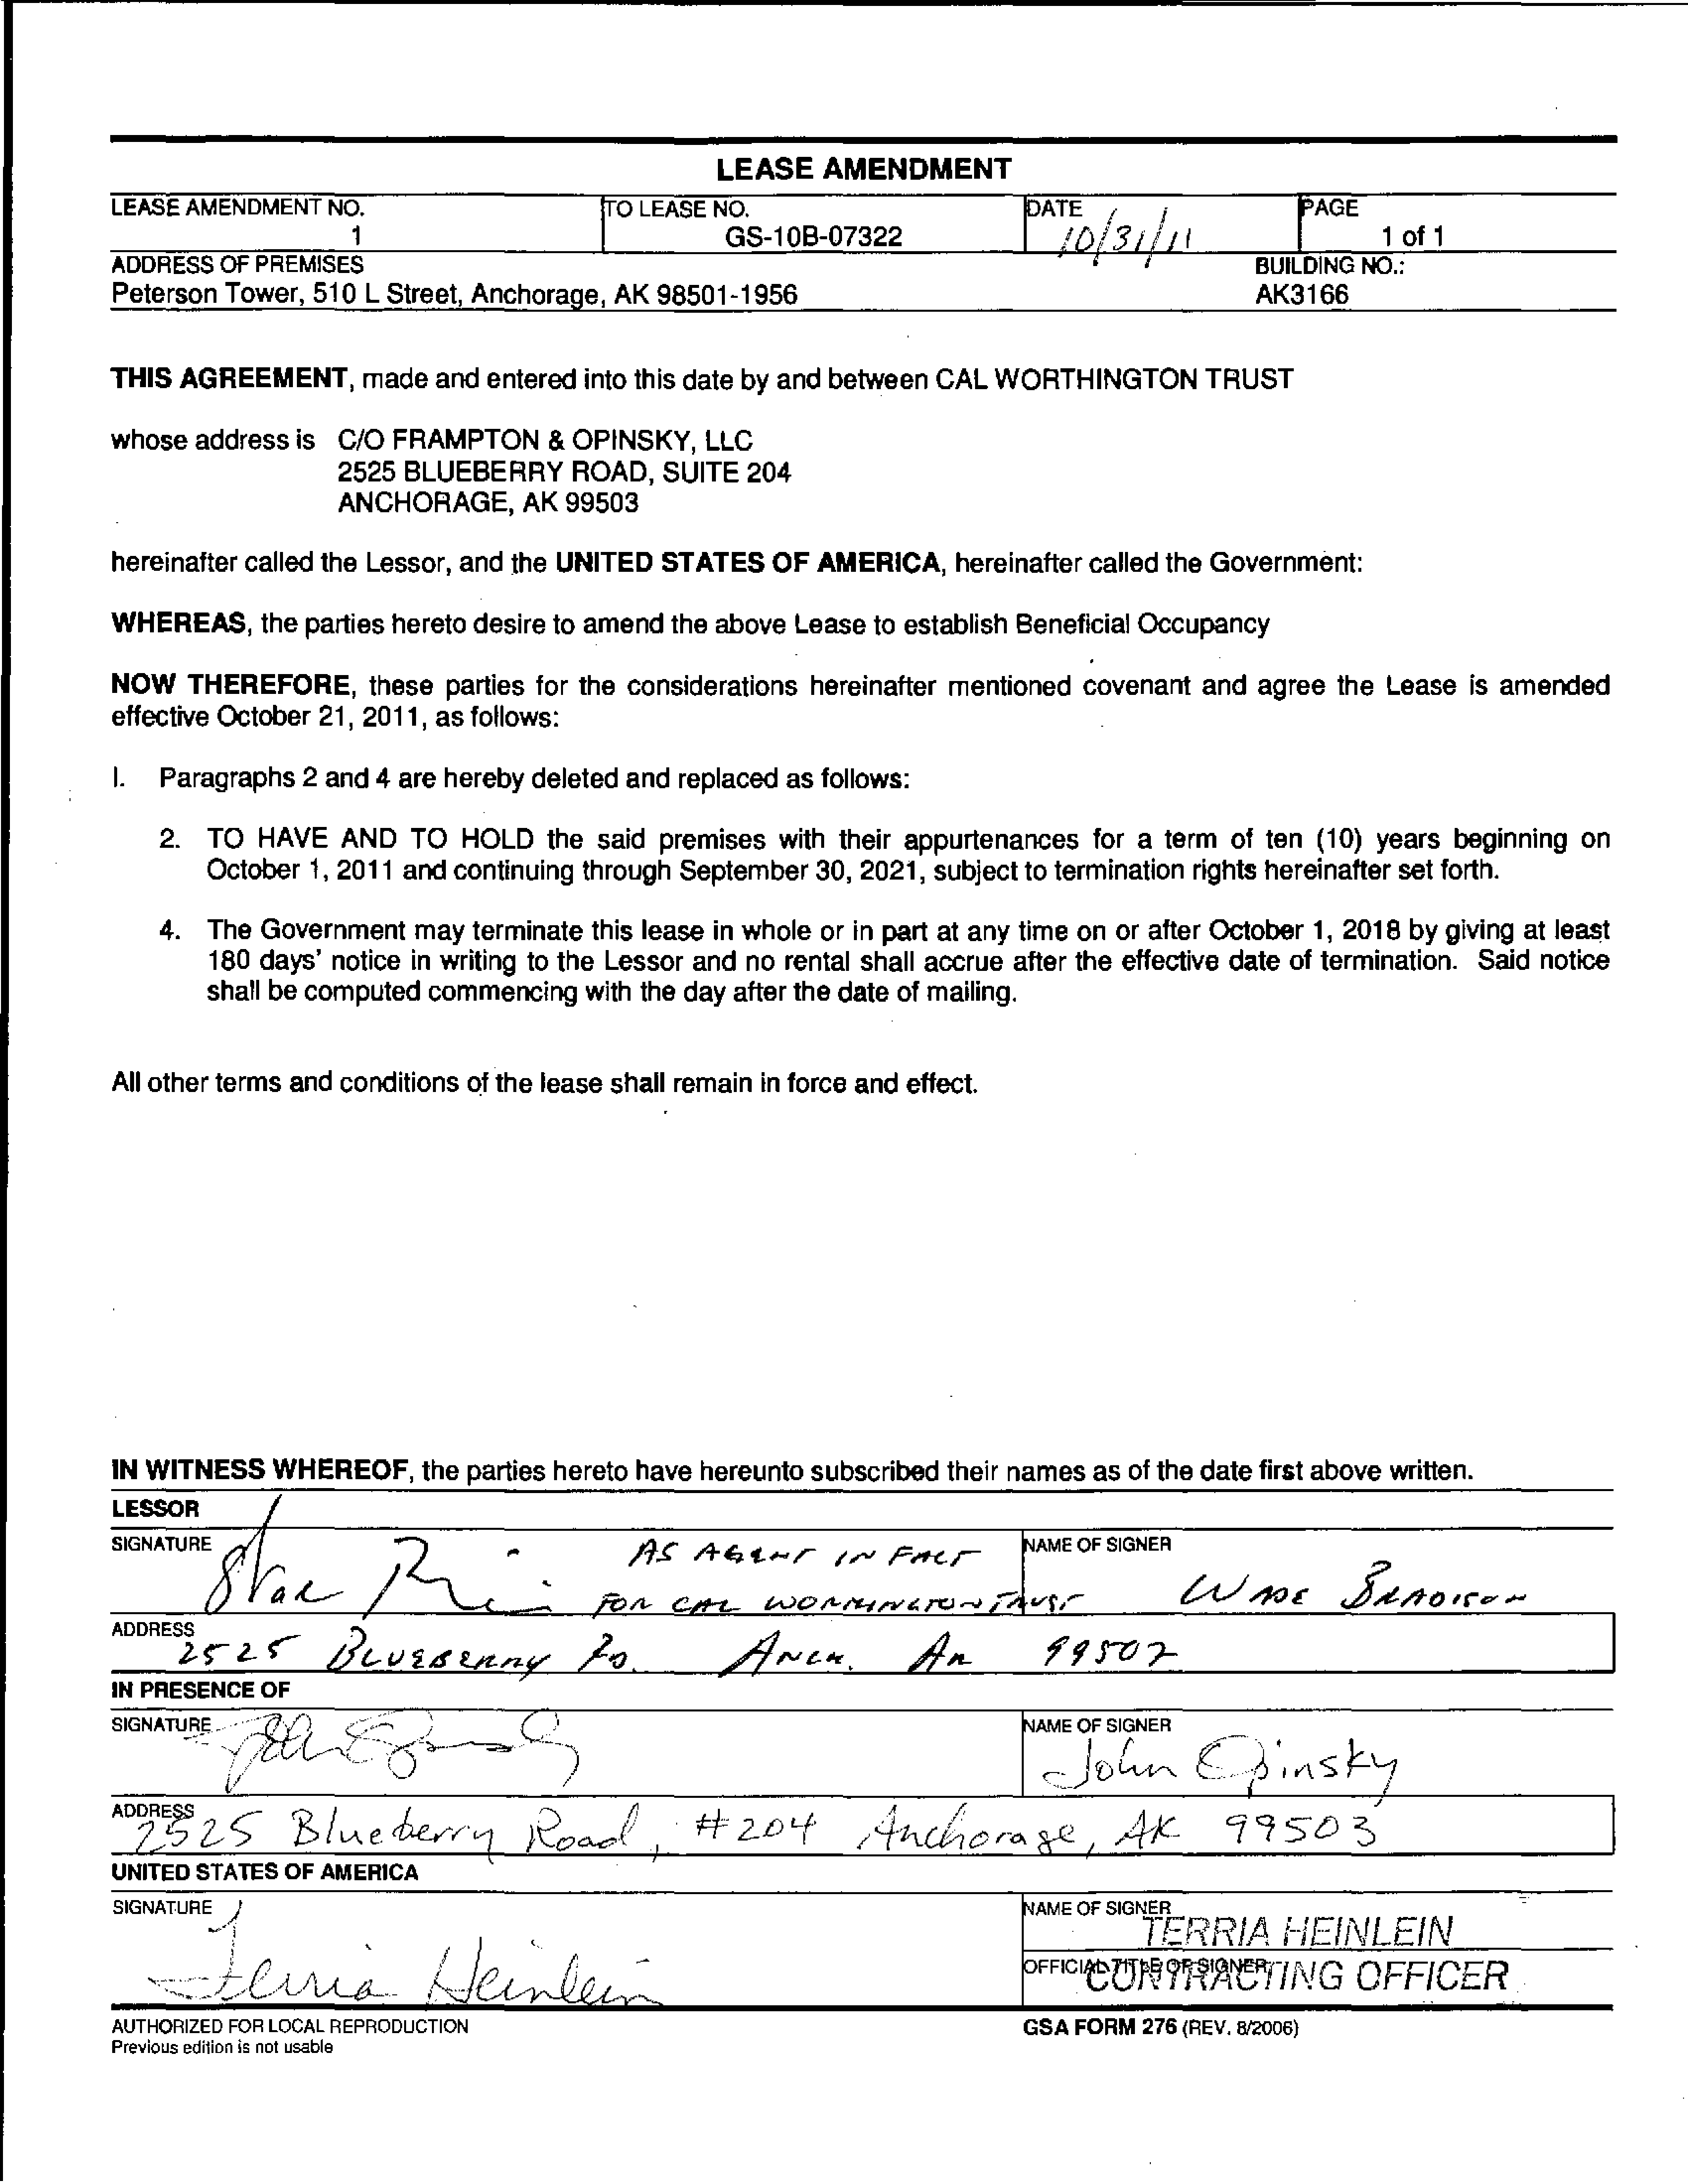 LEASE AMENDMENT
LEASE AMENDMENT NO. TO LEASE NO. DATE PAGE
1 GS-10B-07322 10/31/11 1 of 1
ADDRESS OF PREMISES BUILDING NO.:
Peterson Tower, 510 L Street, Anchorage, AK 98501-1956 AK3166
THIS AGREEMENT, made and entered into this date by and between CAL WORTHINGTON TRUST
whose address is C/O FRAMPTON & OPINSKY, LLC
2525 BLUEBERRY ROAD, SUITE 204
ANCHORAGE, AK 99503
hereinafter called the Lessor, and the UNITED STATES OF AMERICA, hereinafter called the Government:
WHEREAS, the parties hereto desire to amend the above Lease to establish Beneficial Occupancy
NOW THEREFORE, these parties for the considerations hereinafter mentioned covenant and agree the Lease is amended
effective October 21, 2011, as follows:
I. Paragraphs 2 and 4 are hereby deleted and replaced as follows:
2. TO HAVE AND TO HOLD the said premises with their appurtenances for a term of ten (10) years beginning on
October 1, 2011 and continuing through September 30, 2021, subject to termination rights hereinafter set forth.
4. The Government may terminate this lease in whole or in part at any time on or after October 1, 2018 by giving at least
180 days' notice in writing to the Lessor and no rental shall accrue after the effective date of termination. Said notice
shall be computed commencing with the day after the date of mailing.
All other terms and conditions of the lease shall remain in force and effect.
IN WITNESS WHEREOF, the parties hereto have hereunto subscribed their names as of the date first above written.
LESSOR
SIGNATURE AS AGENT IN FACT NAME OF SIGNER
FOR CAL WORTHINGTON TRUST WADE BRADISON
ADDRESS
2525 BLUEBERRY RD. ANCH. AK 99502
IN PRESENCE OF
SIGNATURE NAME OF SIGNER
John Opinsky
ADDRESS
2525 Blueberry Road, #204 Anchorage, AK 99503
UNITED STATES OF AMERICA
SIGNATURE NAME OF SIGNER
TERRIA HEINLEIN
Terria Heinlein OFFICIAL TITLE OF SIGNER CONTRACTING OFFICER
AUTHORIZED FOR LOCAL REPRODUCTION GSA FORM 276 (REV. 8/2006)
Previous edition is not usable